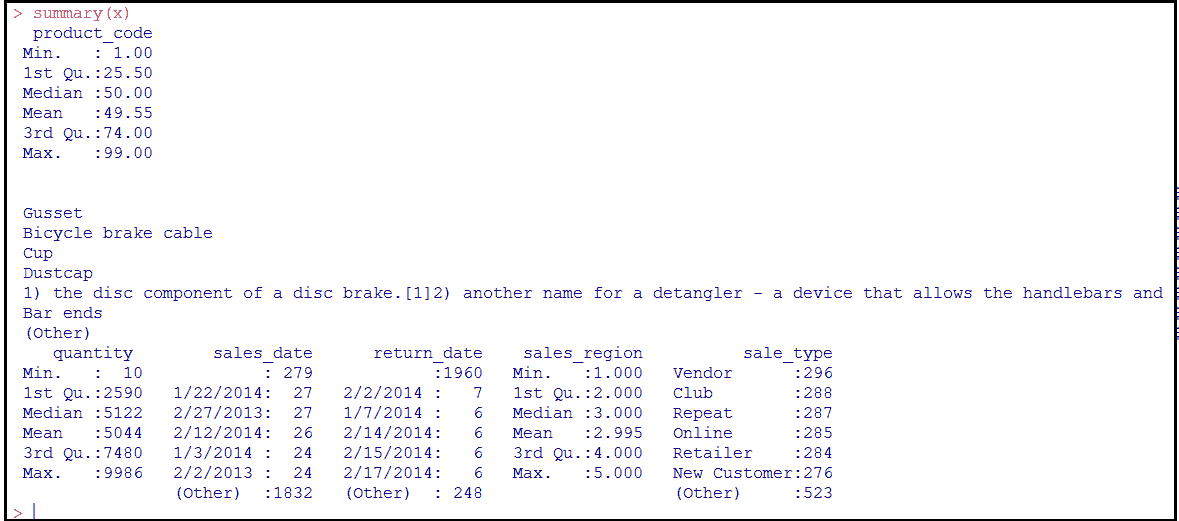 > summary(x)
  product_code
 Min.   : 1.00
 1st Qu.:25.50
 Median :50.00
 Mean   :49.55
 3rd Qu.:74.00
 Max.   :99.00
 Gusset
 Bicycle brake cable
 Cup
 Dustcap
 1) the disc component of a disc brake.[1]2) another name for a detangler - a device that allows the handlebars and
 Bar ends
 (Other)
    quantity        sales_date      return_date    sales_region          sale_type
 Min.   :  10            : 279            :1960   Min.   :1.000   Vendor      :296
 1st Qu.:2590   1/22/2014:  27   2/2/2014 :   7   1st Qu.:2.000   Club        :288
 Median :5122   2/27/2013:  27   1/7/2014 :   6   Median :3.000   Repeat      :287
 Mean   :5044   2/12/2014:  26   2/14/2014:   6   Mean   :2.995   Online      :285
 3rd Qu.:7480   1/3/2014 :  24   2/15/2014:   6   3rd Qu.:4.000   Retailer    :284
 Max.   :9986   2/2/2013 :  24   2/17/2014:   6   Max.   :5.000   New Customer:276
                (Other)  :1832   (Other)  : 248                   (Other)     :523
>